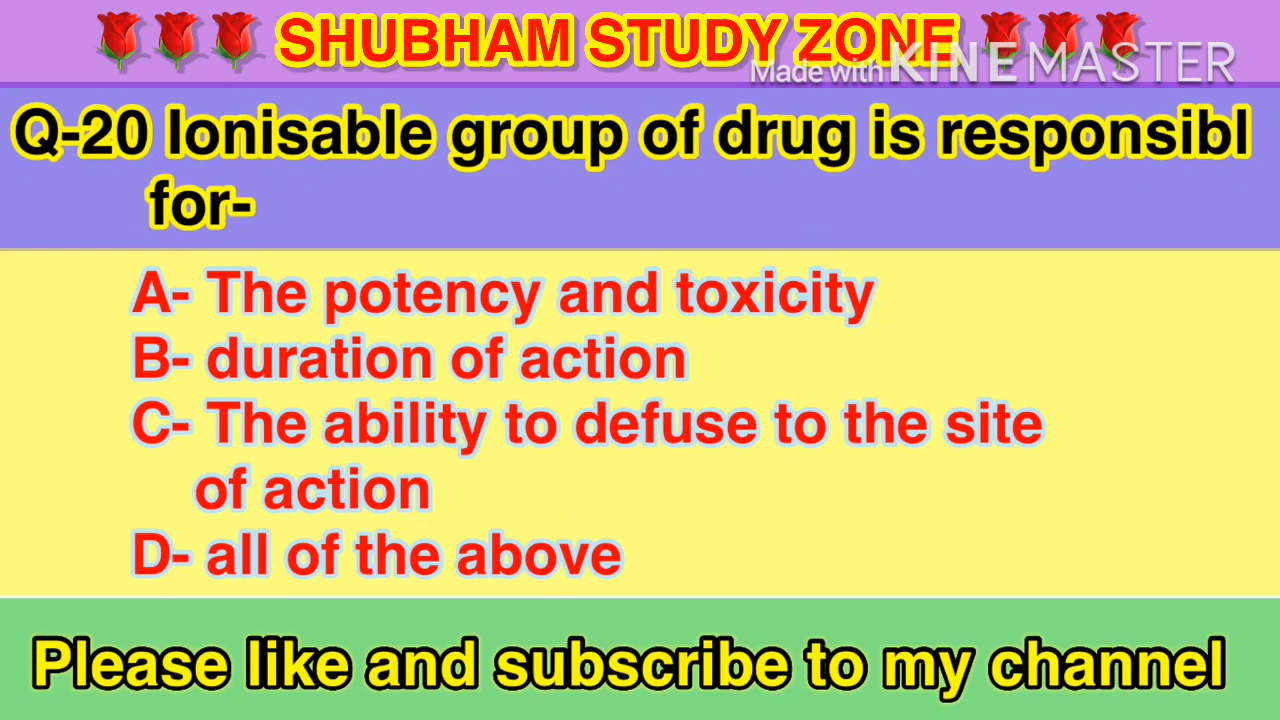 SHUBHAM STUDY ZONE
Made with KINEMASTER
Q-20 Ionisable group of drug is responsibl
for-
A- The potency and toxicity
B- duration of action
C- The ability to defuse to the site
of action
D- all of the above
Please like and subscribe to my channel